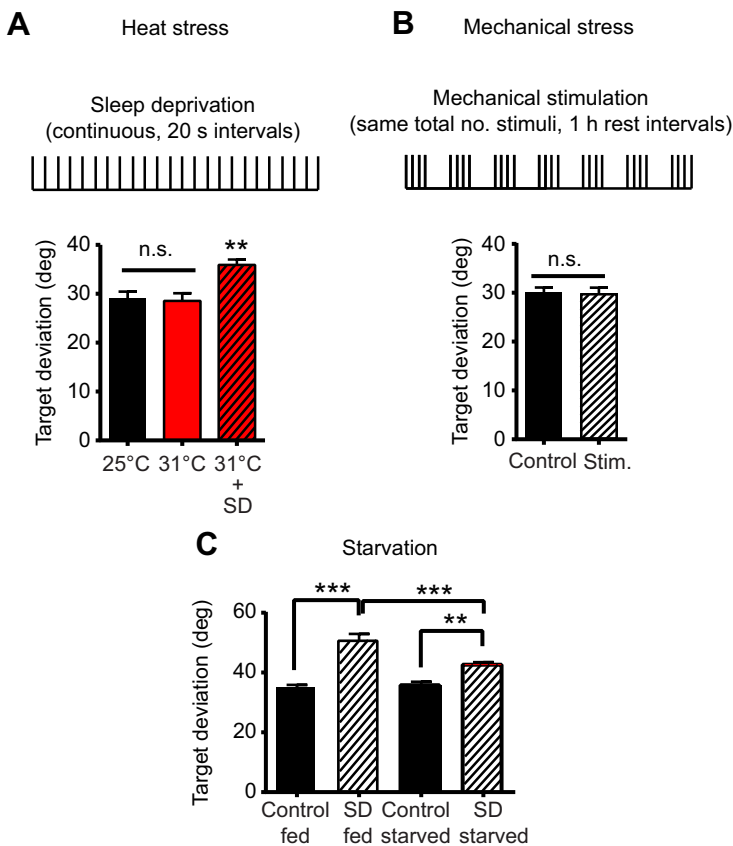 A
Heat stress
Sleep deprivation
(continuous, 20 s intervals)
Target deviation (deg)
40
30
20
10
0
n.s.
**
25°C 31°C 31°C
+
SD
B
Mechanical stress
Mechanical stimulation
(same total no. stimuli, 1 h rest intervals)
Target deviation (deg)
40
30
20
10
0
n.s.
Control Stim.
C
Starvation
Target deviation (deg)
60
40
20
0
***
***
**
Control SD Control SD
fed fed starved starved